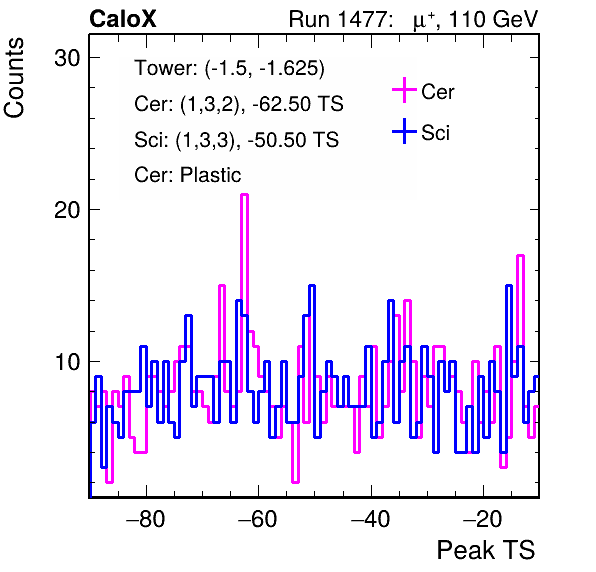 CaloX Run 1477: μ⁺, 110 GeV
Counts
30
20
10
Tower: (-1.5, -1.625)
Cer: (1,3,2), -62.50 TS
Sci: (1,3,3), -50.50 TS
Cer: Plastic
Cer
Sci
−80 −60 −40 −20
Peak TS